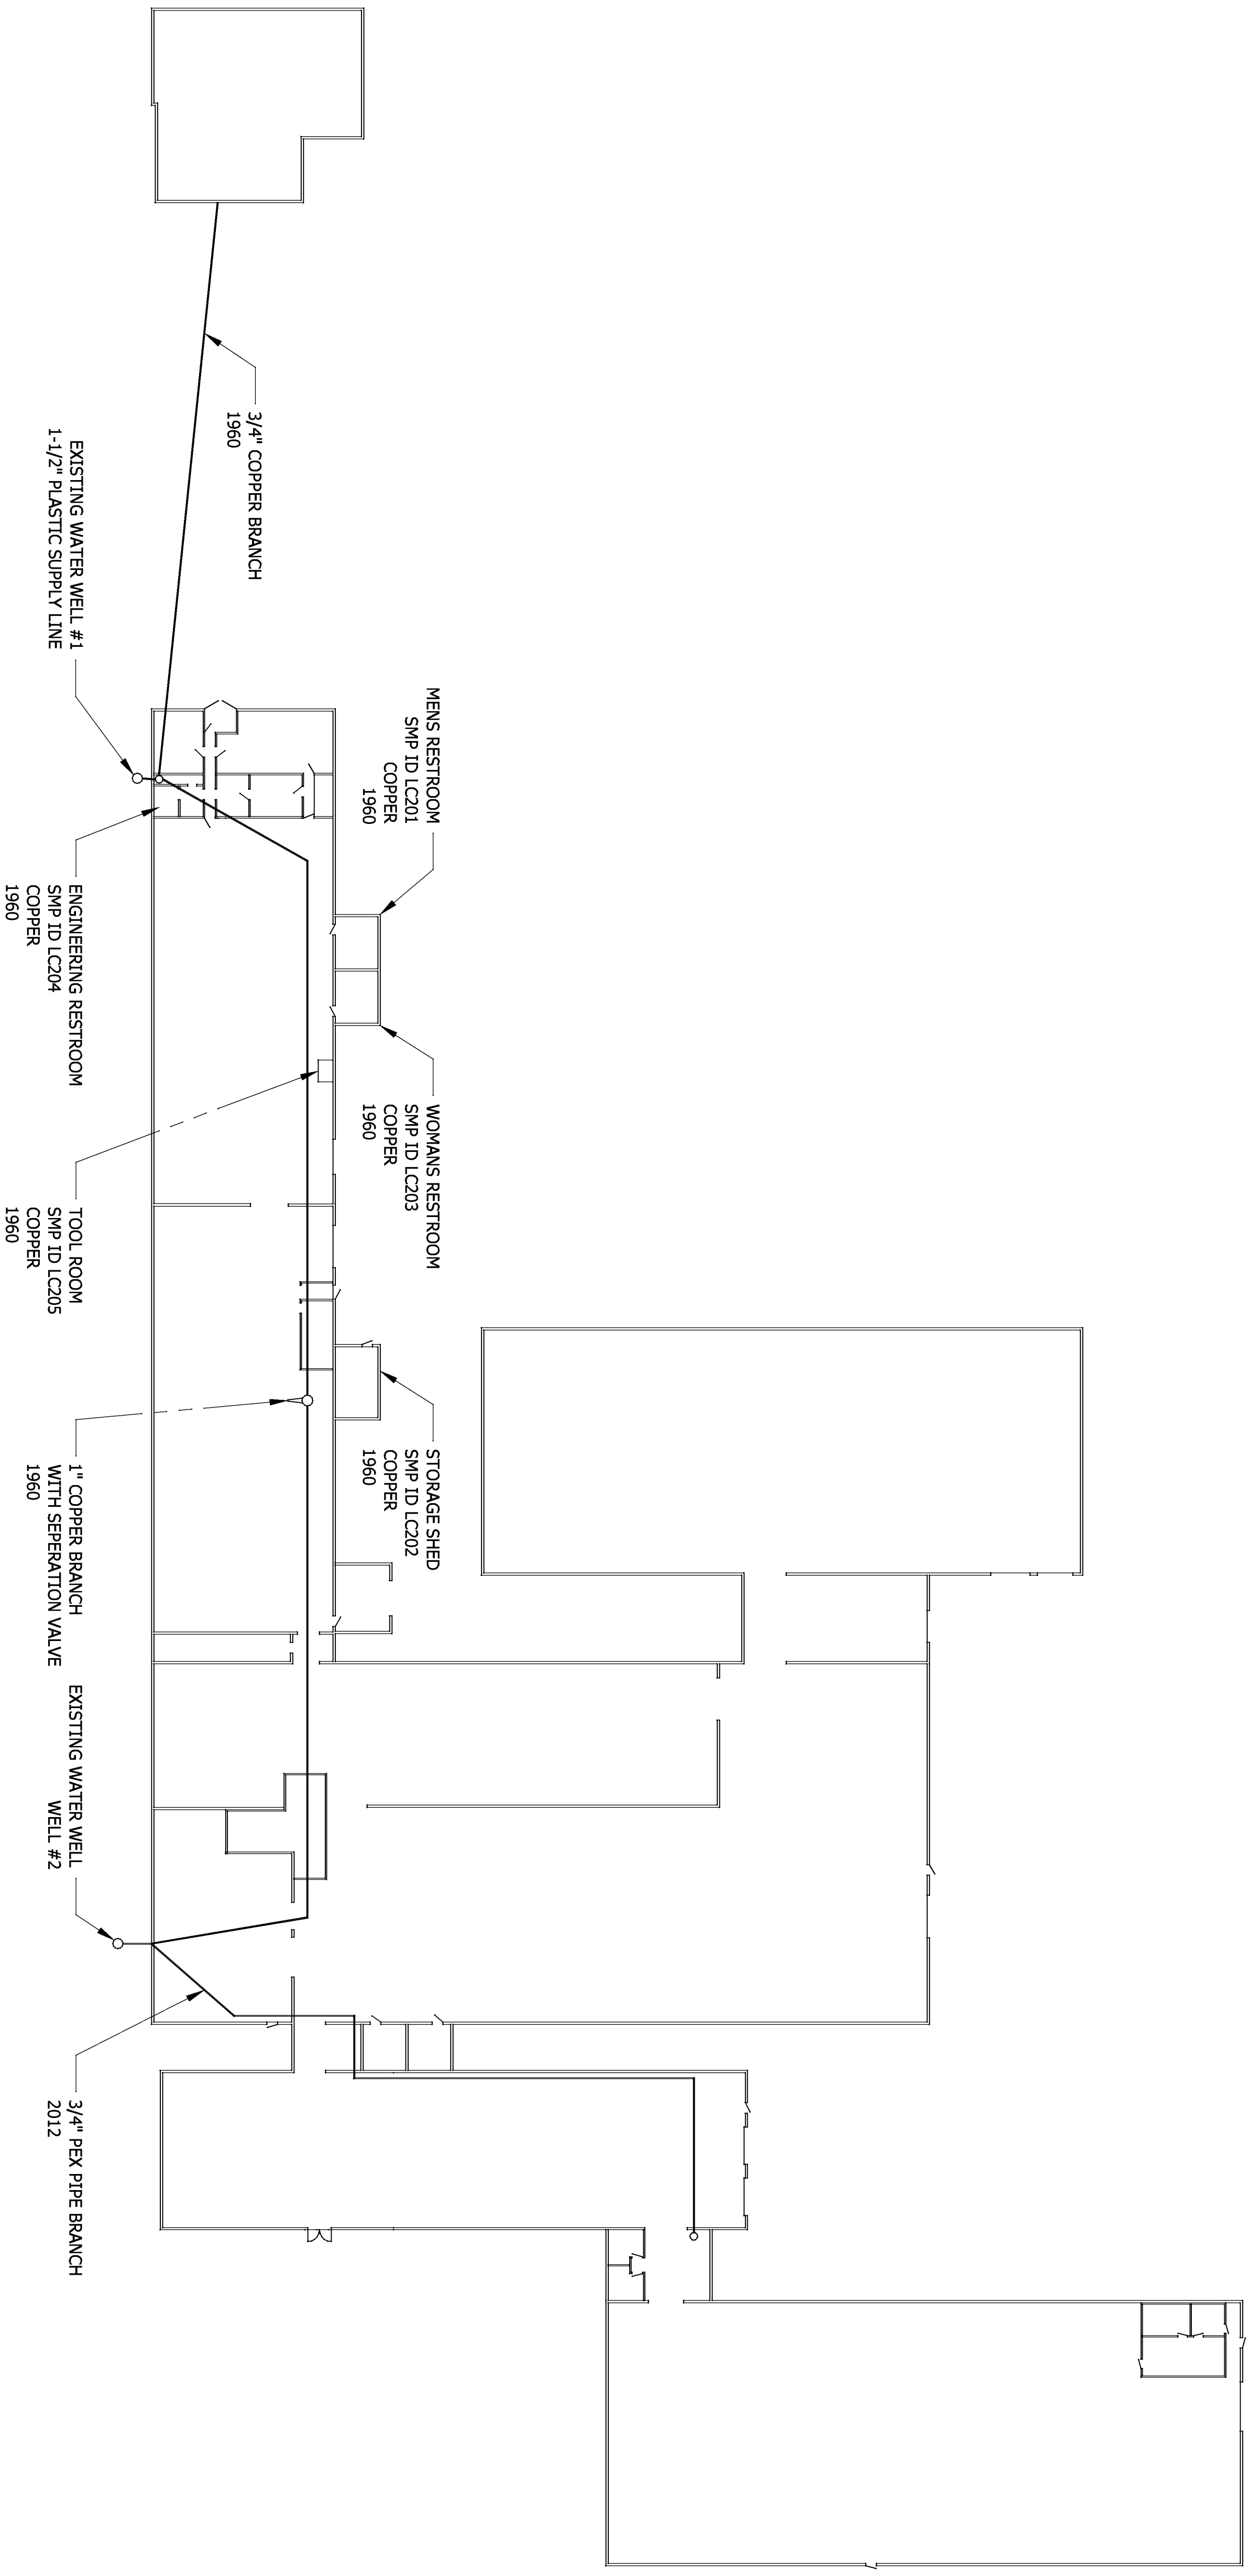 3/4" COPPER BRANCH
1960
EXISTING WATER WELL #1
1-1/2" PLASTIC SUPPLY LINE
MENS RESTROOM
SMP ID LC201
COPPER
1960
ENGINEERING RESTROOM
SMP ID LC204
COPPER
1960
WOMANS RESTROOM
SMP ID LC203
COPPER
1960
TOOL ROOM
SMP ID LC205
COPPER
1960
STORAGE SHED
SMP ID LC202
COPPER
1960
1" COPPER BRANCH
WITH SEPERATION VALVE
1960
EXISTING WATER WELL
WELL #2
3/4" PEX PIPE BRANCH
2012